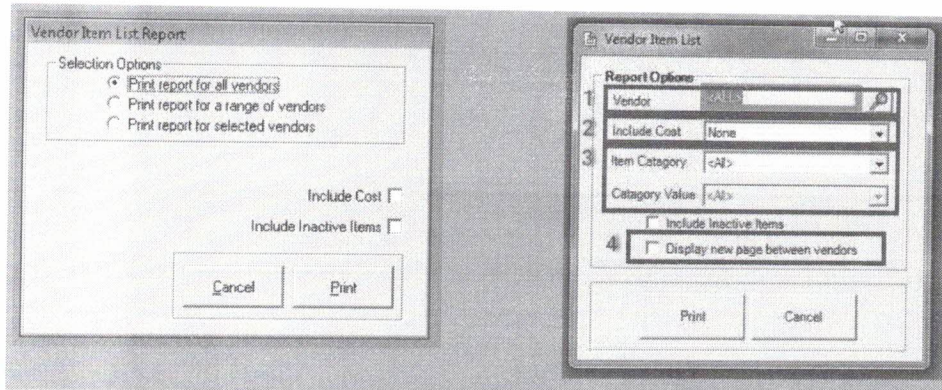 Vendor Item List Report
Selection Options
Print report for all vendors
Print report for a range of vendors
Print report for selected vendors
Include Cost
Include Inactive Items
Cancel
Print
Vendor Item List
Report Options
1 Vendor <ALL>
2 Include Cost None
3 Item Catagory <All>
Catagory Value <All>
Include Inactive Items
4 Display new page between vendors
Print
Cancel